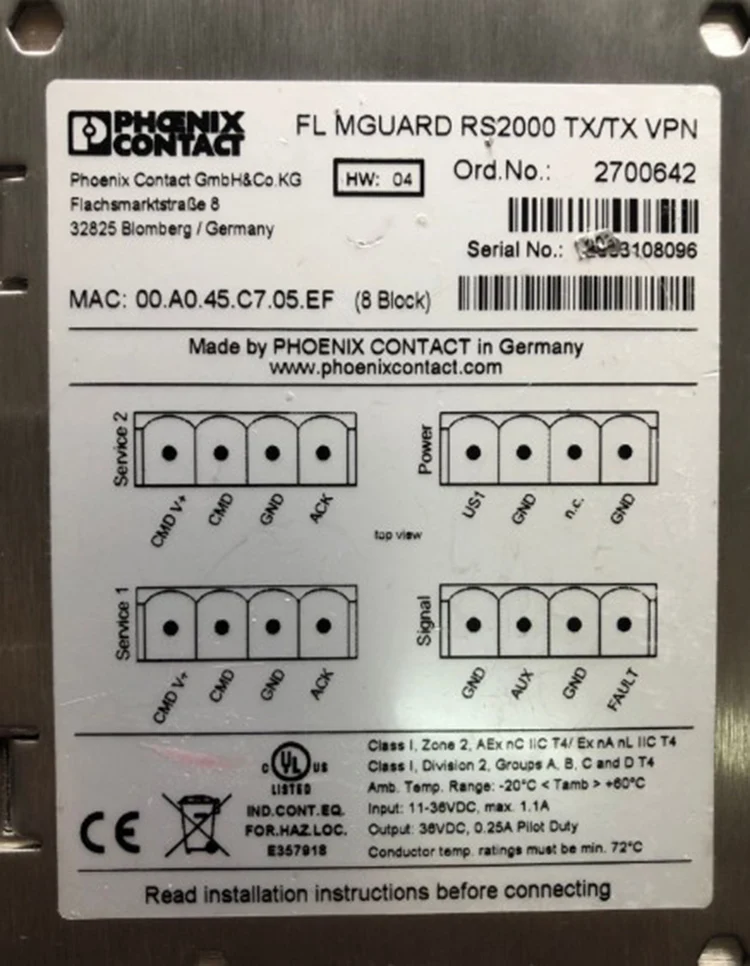 PHOENIX
CONTACT
FL MGUARD RS2000 TX/TX VPN
Phoenix Contact GmbH&Co.KG
Flachsmarktstraße 8
32825 Blomberg / Germany
HW: 04
Ord.No.: 2700642
Serial No.: 3108096
MAC: 00.A0.45.C7.05.EF (8 Block)
Made by PHOENIX CONTACT in Germany
www.phoenixcontact.com
Service 2
CMD V+ CMD GND ACK
Power
US1 GND n.c. GND
top view
Service 1
CMD V+ CMD GND ACK
Signal
GND AUX GND FAULT
C UL US
LISTED
IND.CONT.EQ.
FOR.HAZ.LOC.
E357918
CE
Class I, Zone 2, AEx nC IIC T4/ Ex nA nL IIC T4
Class I, Division 2, Groups A, B, C and D T4
Amb. Temp. Range: -20°C < Tamb > +60°C
Input: 11-36VDC, max. 1.1A
Output: 36VDC, 0.25A Pilot Duty
Conductor temp. ratings must be min. 72°C
Read installation instructions before connecting